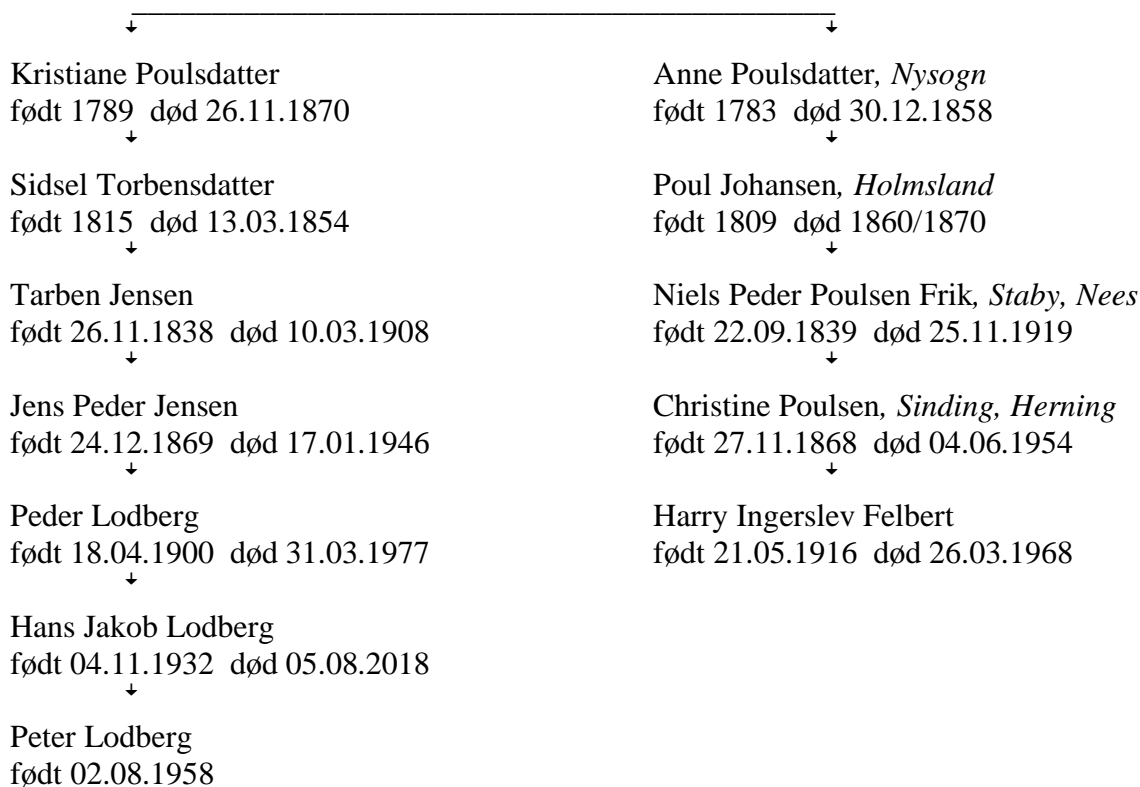 Kristiane Poulsdatter
født 1789  død 26.11.1870
Sidsel Torbensdatter
født 1815  død 13.03.1854
Tarben Jensen
født 26.11.1838  død 10.03.1908
Jens Peder Jensen
født 24.12.1869  død 17.01.1946
Peder Lodberg
født 18.04.1900  død 31.03.1977
Hans Jakob Lodberg
født 04.11.1932  død 05.08.2018
Peter Lodberg
født 02.08.1958
Anne Poulsdatter, Nysogn
født 1783  død 30.12.1858
Poul Johansen, Holmsland
født 1809  død 1860/1870
Niels Peder Poulsen Frik, Staby, Nees
født 22.09.1839  død 25.11.1919
Christine Poulsen, Sinding, Herning
født 27.11.1868  død 04.06.1954
Harry Ingerslev Felbert
født 21.05.1916  død 26.03.1968